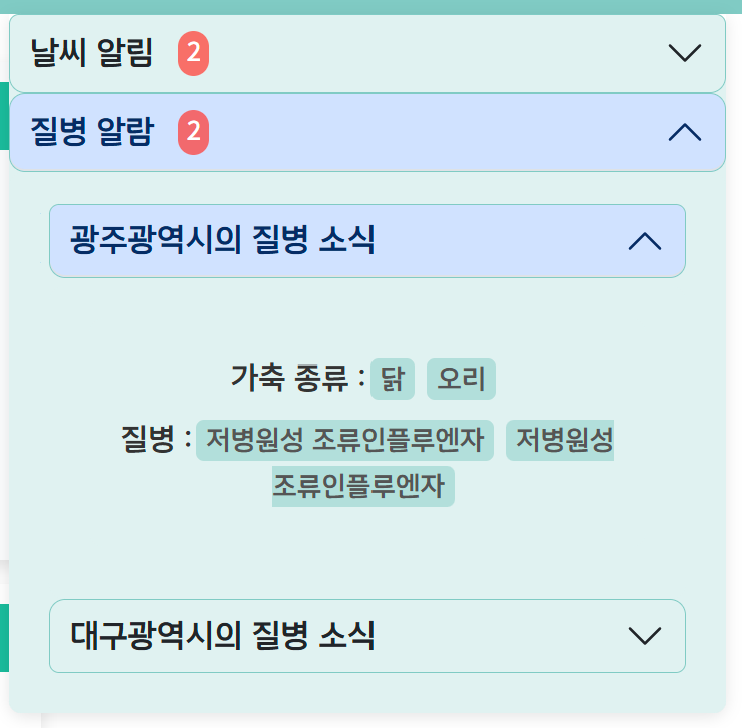 날씨 알림 2
질병 알람 2
광주광역시의 질병 소식
가축 종류 : 닭 오리
질병 : 저병원성 조류인플루엔자 저병원성
조류인플루엔자
대구광역시의 질병 소식